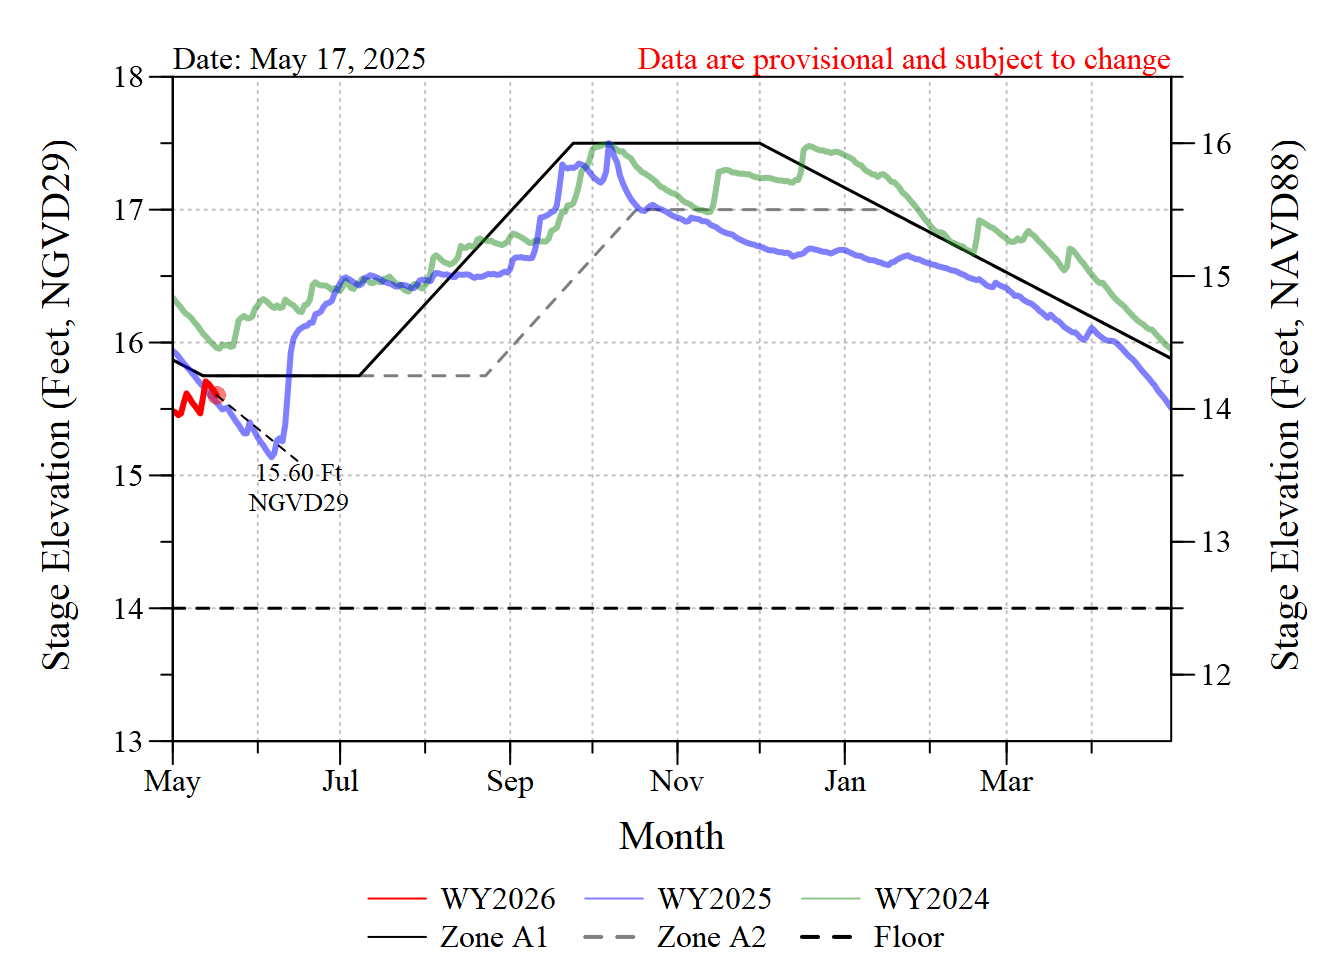 Date: May 17, 2025
Data are provisional and subject to change
Stage Elevation (Feet, NGVD29)
18
17
16
15
14
13
15.60 Ft
NGVD29
16
15
14
13
12
Stage Elevation (Feet, NAVD88)
May
Jul
Sep
Nov
Jan
Mar
Month
WY2026
WY2025
WY2024
Zone A1
Zone A2
Floor